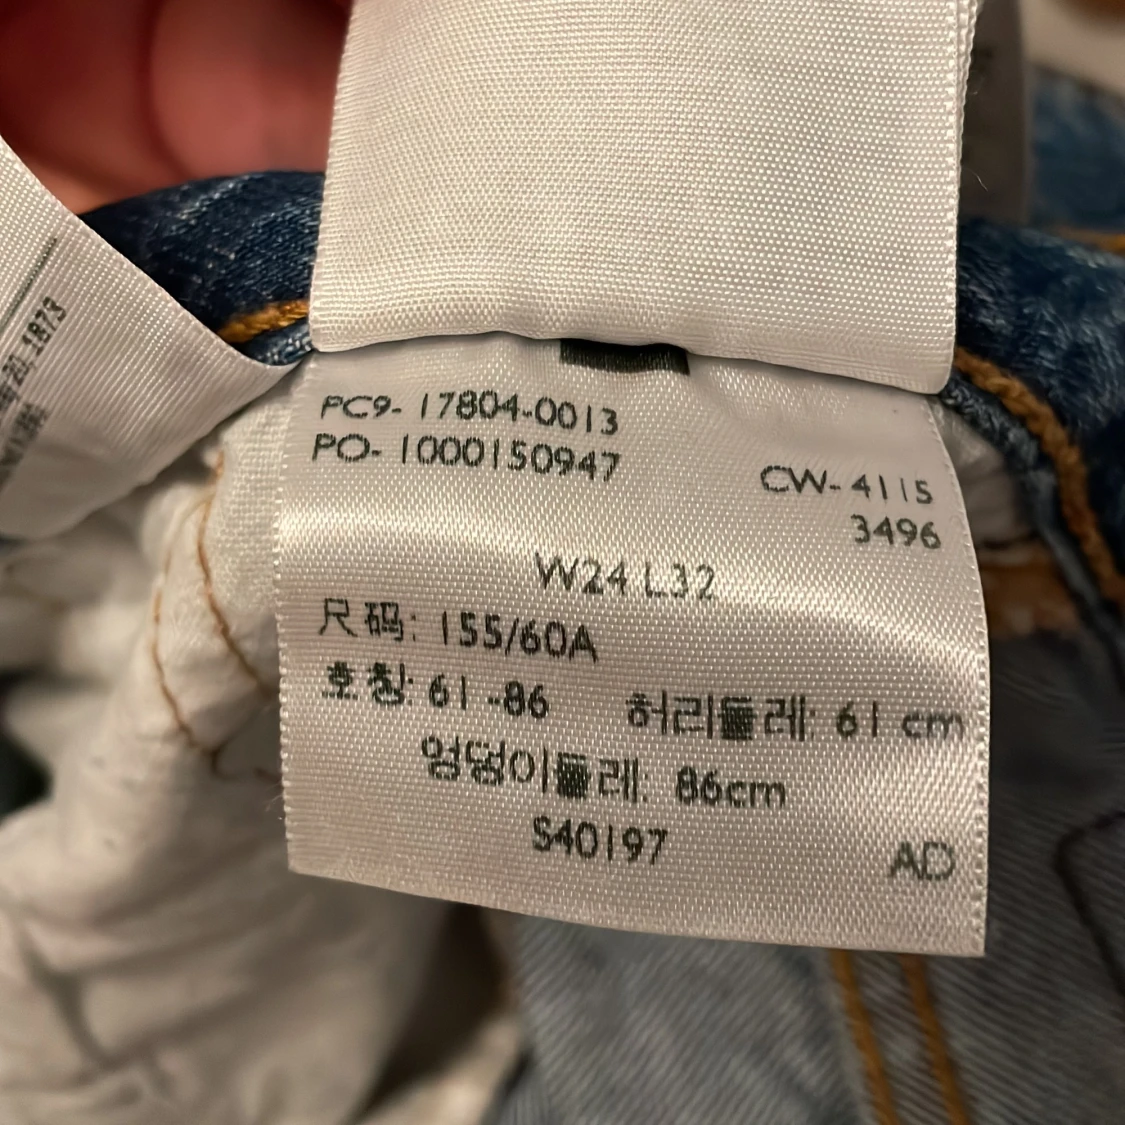 PC9-17804-0013
PO-1000150947
CW-4115
3496
W24 L32
尺码: 155/60A
호칭: 61-86 허리둘레: 61 cm
엉덩이둘레: 86cm
S40197
AD
1873